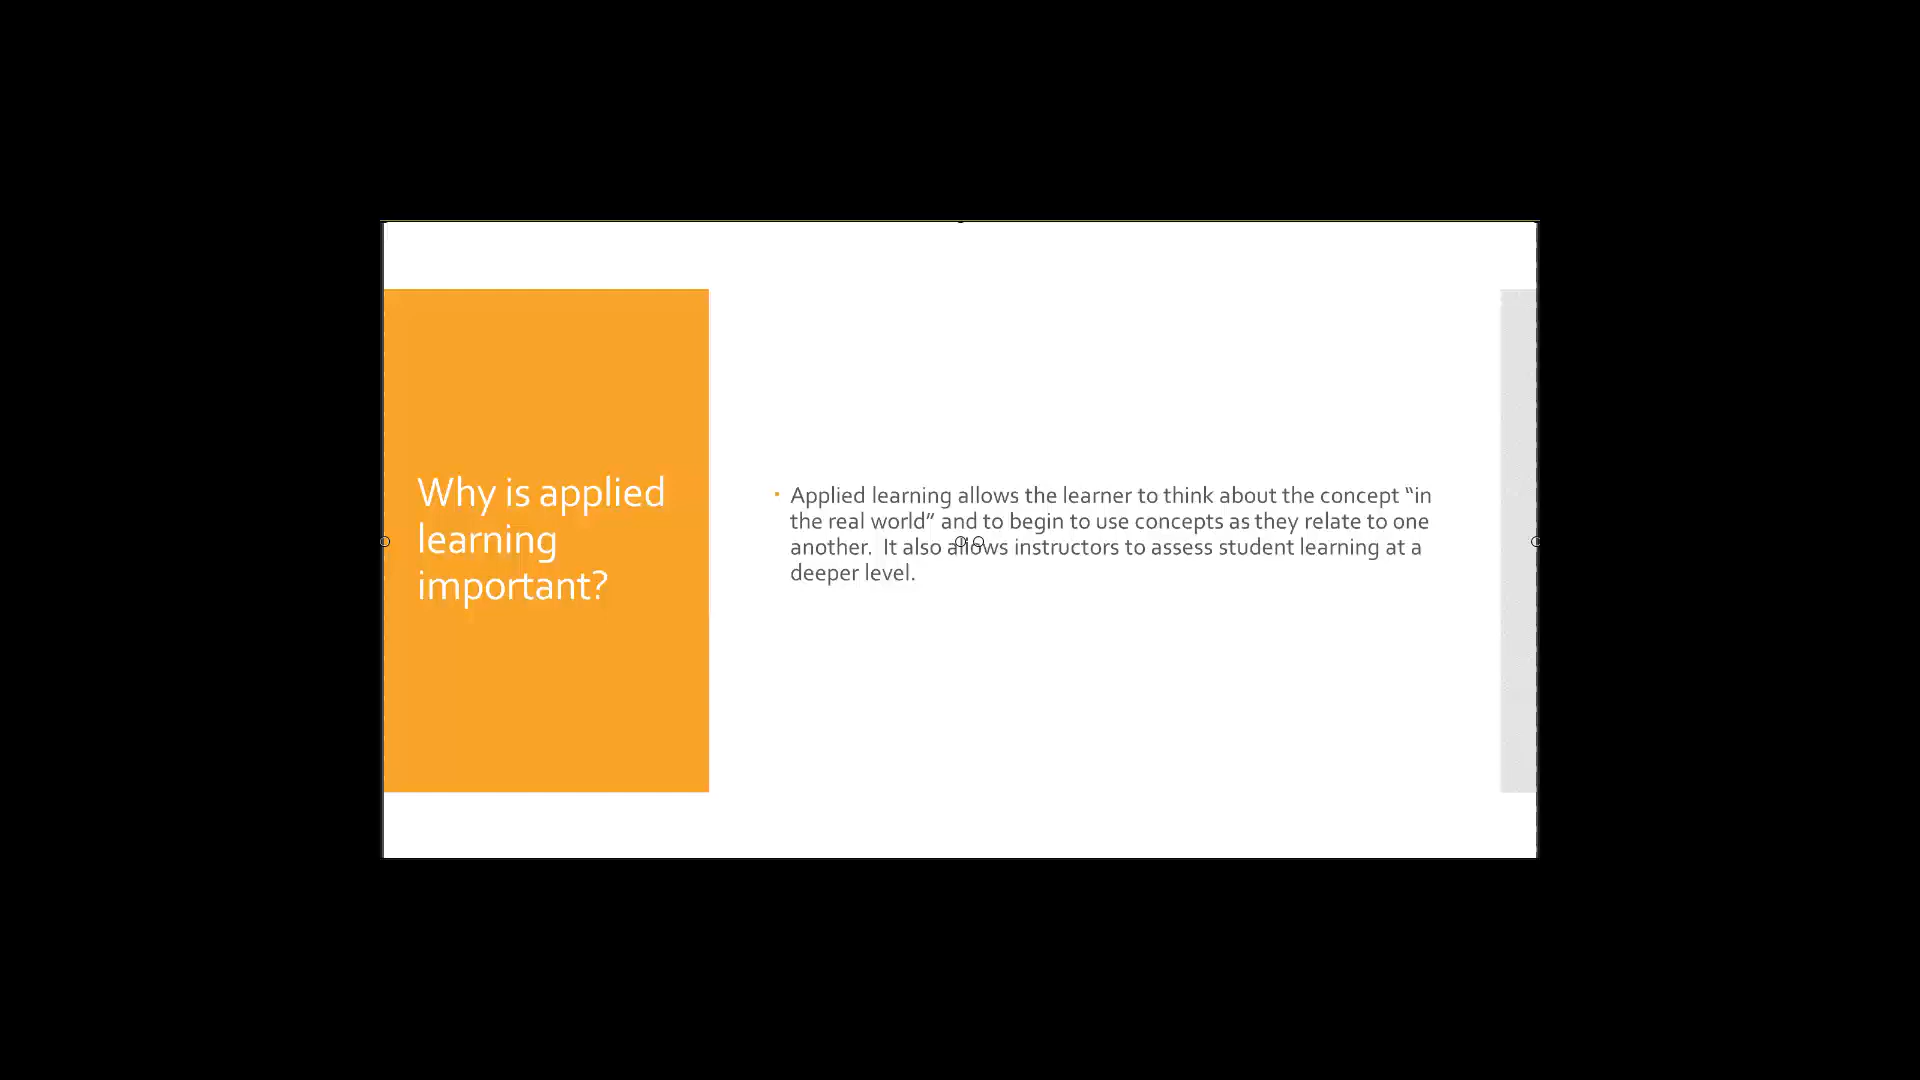 Why is applied
learning
important?
Applied learning allows the learner to think about the concept “in
the real world” and to begin to use concepts as they relate to one
another.  It also allows instructors to assess student learning at a
deeper level.